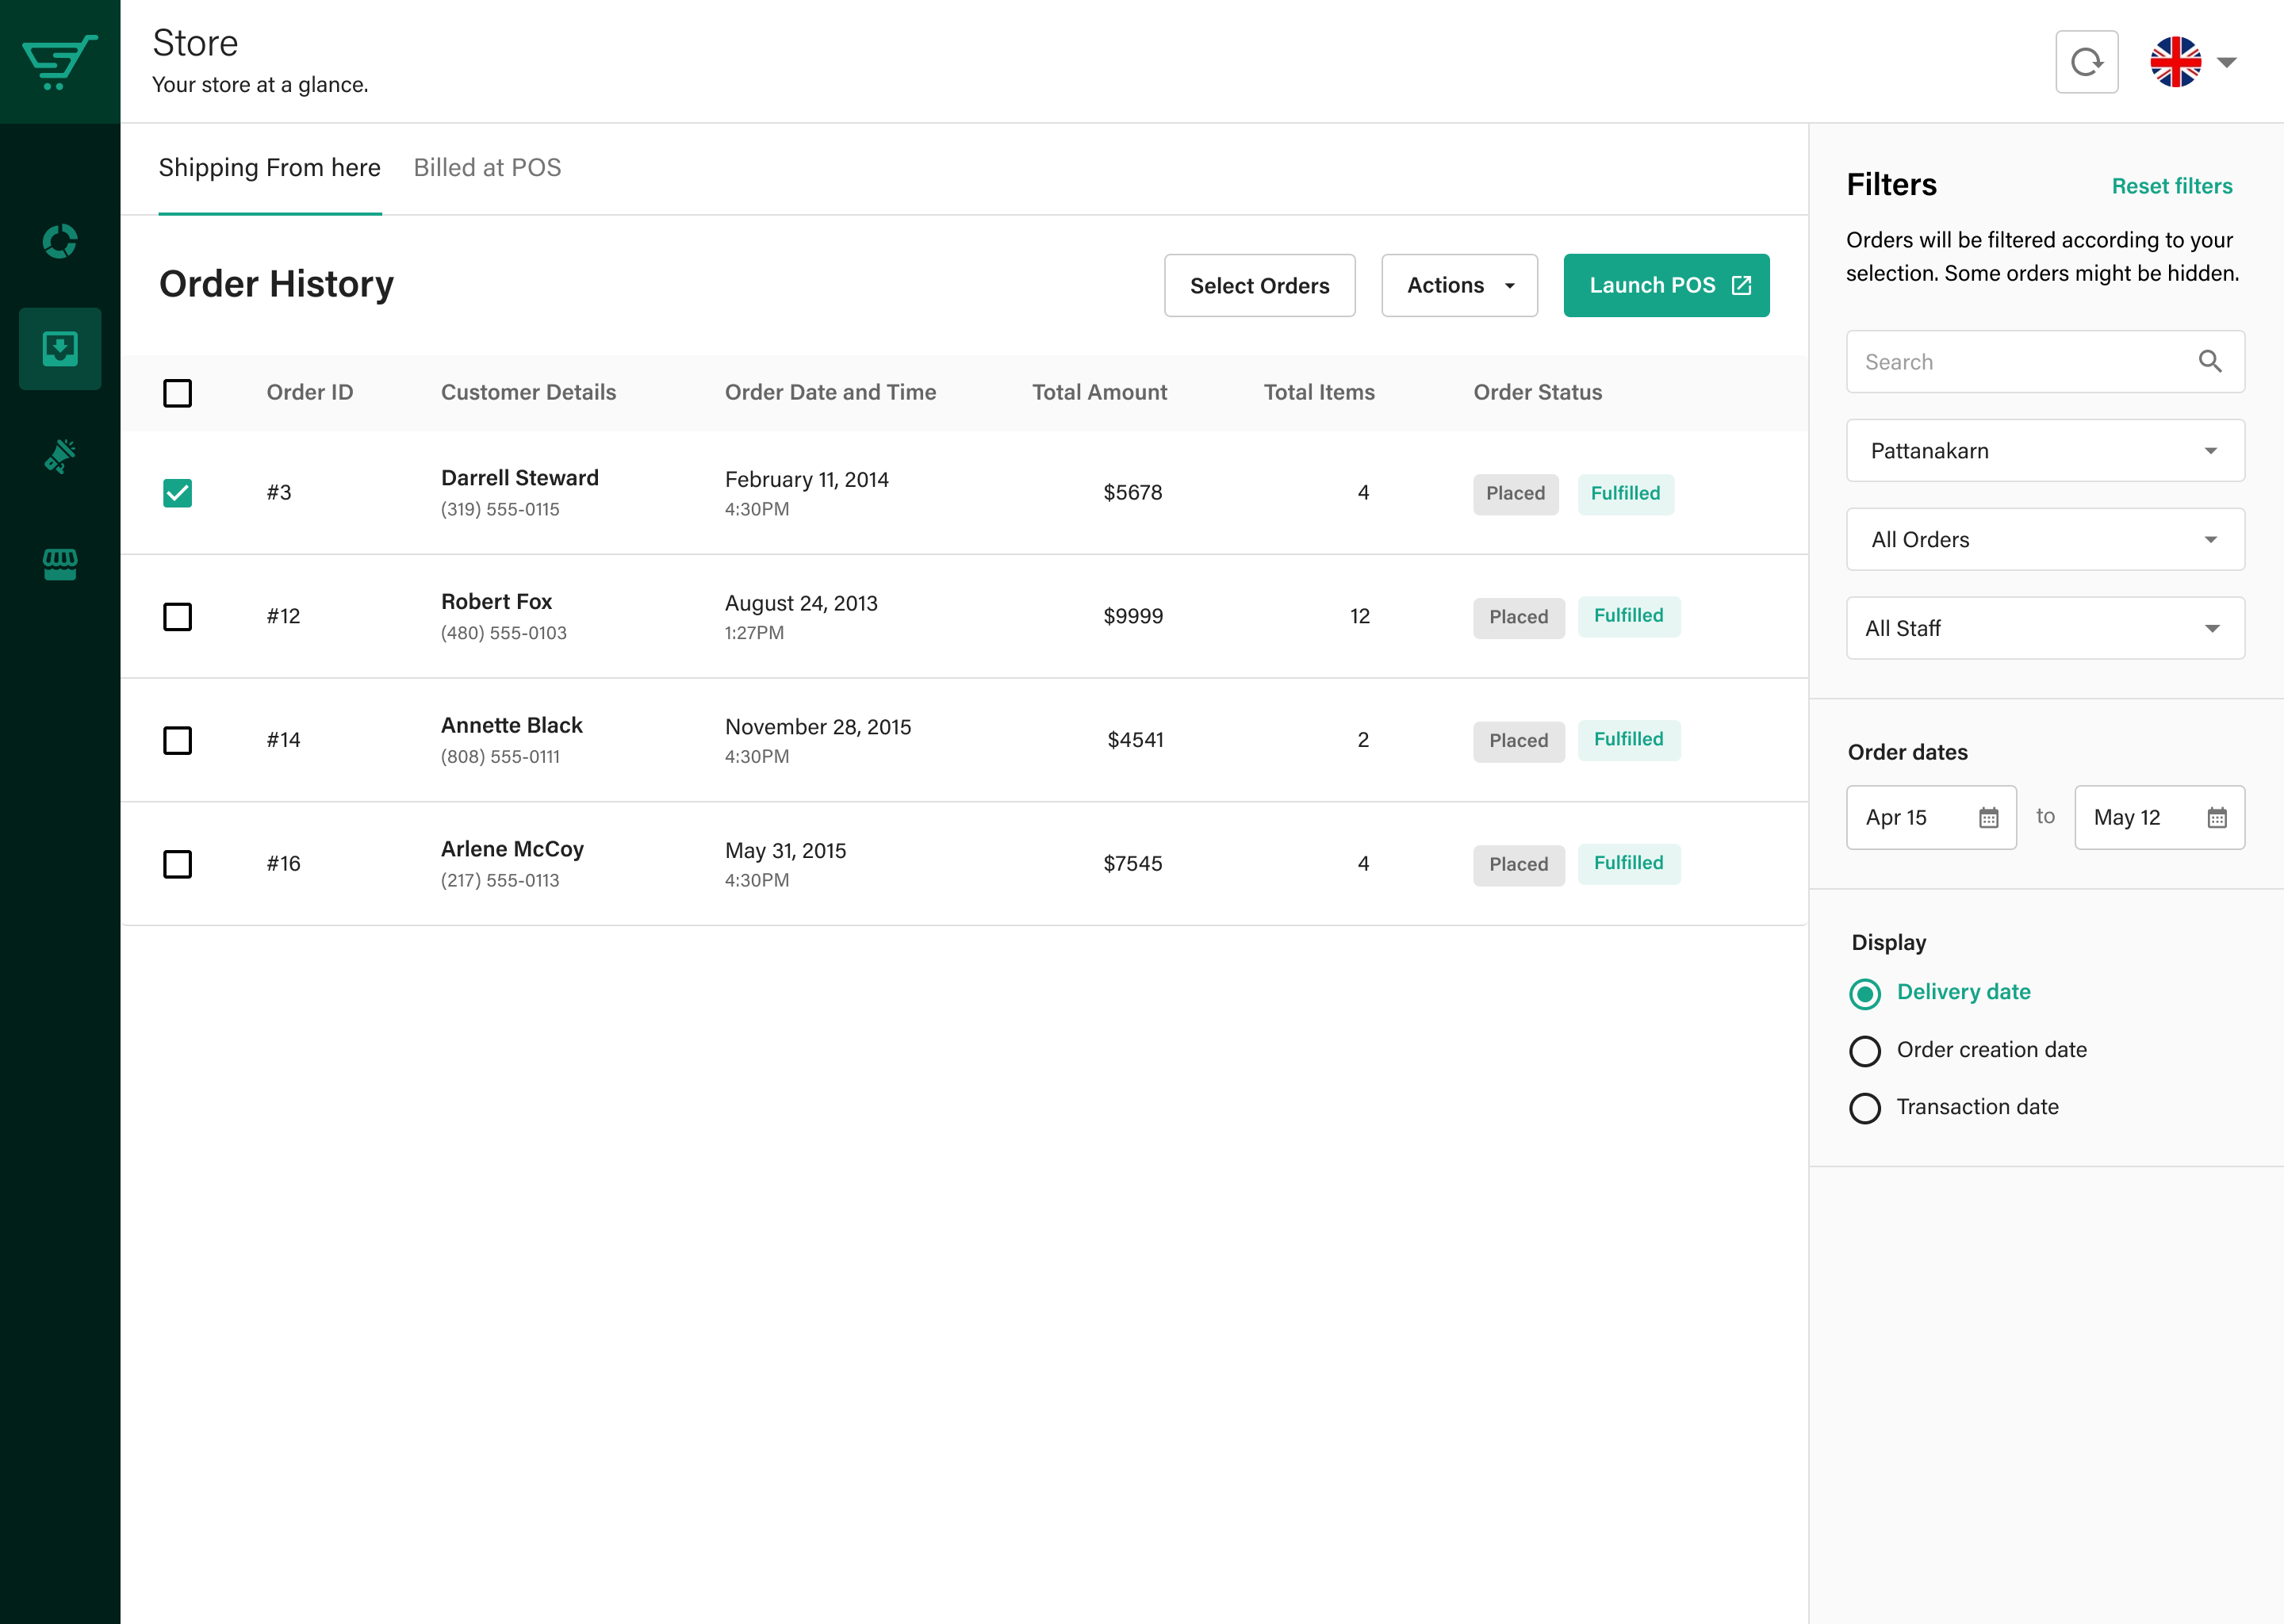 Store
Your store at a glance.
Shipping From here
Billed at POS
Order History
Select Orders
Actions
Launch POS
Order ID
Customer Details
Order Date and Time
Total Amount
Total Items
Order Status
#3
Darrell Steward
(319) 555-0115
February 11, 2014
4:30PM
$5678
4
Placed
Fulfilled
#12
Robert Fox
(480) 555-0103
August 24, 2013
1:27PM
$9999
12
Placed
Fulfilled
#14
Annette Black
(808) 555-0111
November 28, 2015
4:30PM
$4541
2
Placed
Fulfilled
#16
Arlene McCoy
(217) 555-0113
May 31, 2015
4:30PM
$7545
4
Placed
Fulfilled
Filters
Reset filters
Orders will be filtered according to your
selection. Some orders might be hidden.
Search
Pattanakarn
All Orders
All Staff
Order dates
Apr 15
to
May 12
Display
Delivery date
Order creation date
Transaction date